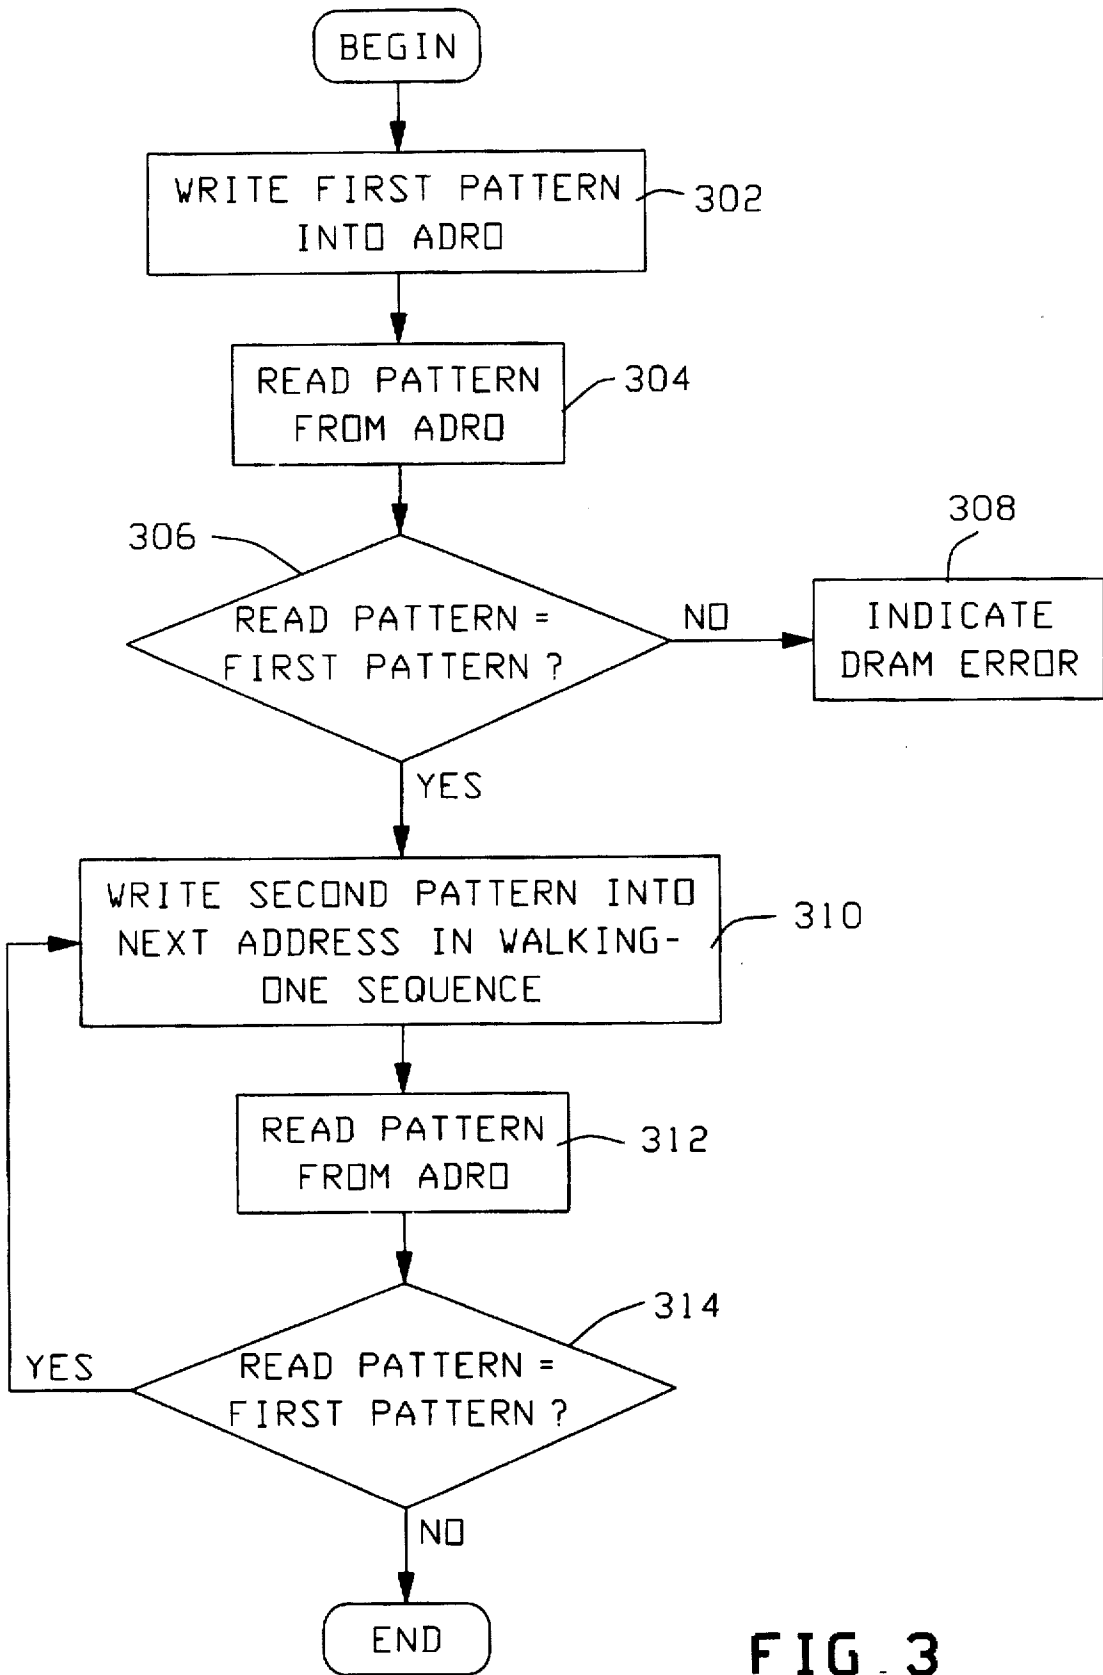 BEGIN
WRITE FIRST PATTERN
INTO ADR0
302
READ PATTERN
FROM ADR0
304
306
READ PATTERN =
FIRST PATTERN ?
NO
308
INDICATE
DRAM ERROR
YES
WRITE SECOND PATTERN INTO
NEXT ADDRESS IN WALKING-
ONE SEQUENCE
310
READ PATTERN
FROM ADR0
312
314
READ PATTERN =
FIRST PATTERN ?
YES
NO
END
FIG. 3